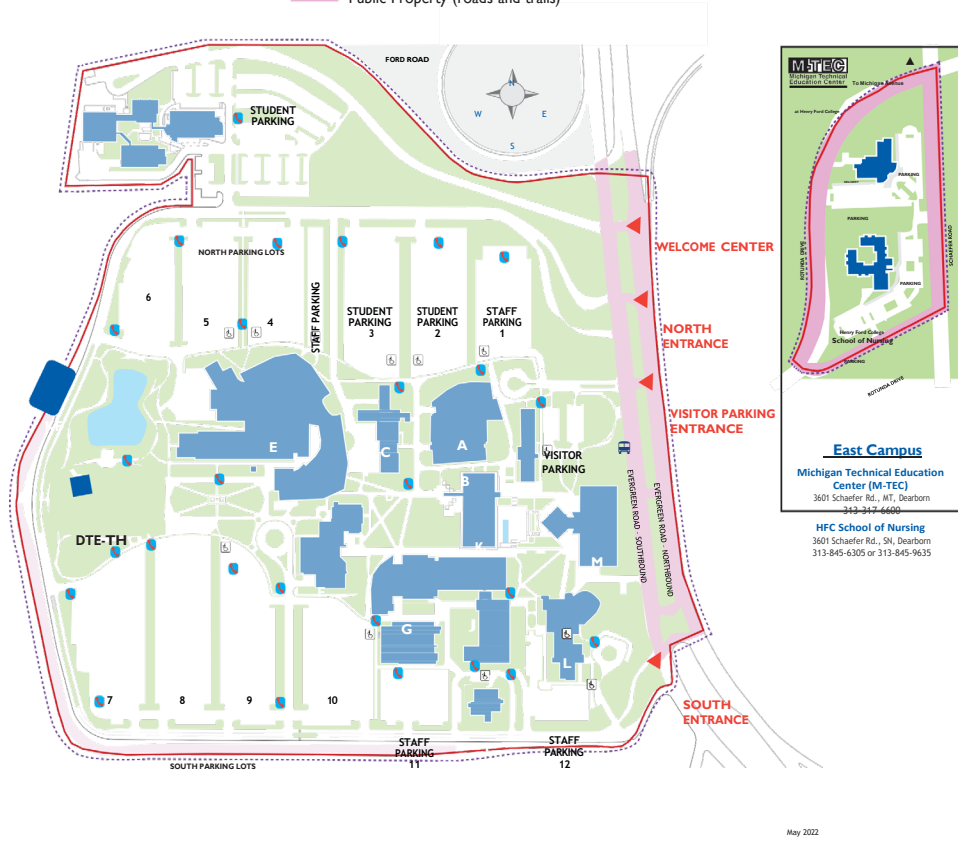 Public Property (roads and trails)
FORD ROAD
N
W
E
S
STUDENT
PARKING
WELCOME CENTER
NORTH PARKING LOTS
6
5
4
STAFF PARKING
STUDENT
PARKING
3
STUDENT
PARKING
2
STAFF
PARKING
1
NORTH
ENTRANCE
VISITOR PARKING
ENTRANCE
E
C
A
VISITOR
PARKING
B
K
M
EVERGREEN ROAD - SOUTHBOUND
EVERGREEN ROAD - NORTHBOUND
DTE-TH
F
G
J
L
7
8
9
10
SOUTH
ENTRANCE
STAFF
PARKING
11
STAFF
PARKING
12
SOUTH PARKING LOTS
M-TEC
Michigan Technical
Education Center
To Michigan Avenue
at Henry Ford College
PARKING
PARKING
ROTUNDA DRIVE
SCHAEFER ROAD
PARKING
Henry Ford College
School of Nursing
PARKING
ROTUNDA DRIVE
East Campus
Michigan Technical Education
Center (M-TEC)
3601 Schaefer Rd., MT, Dearborn
313-317-6600
HFC School of Nursing
3601 Schaefer Rd., SN, Dearborn
313-845-6305 or 313-845-9635
May 2022